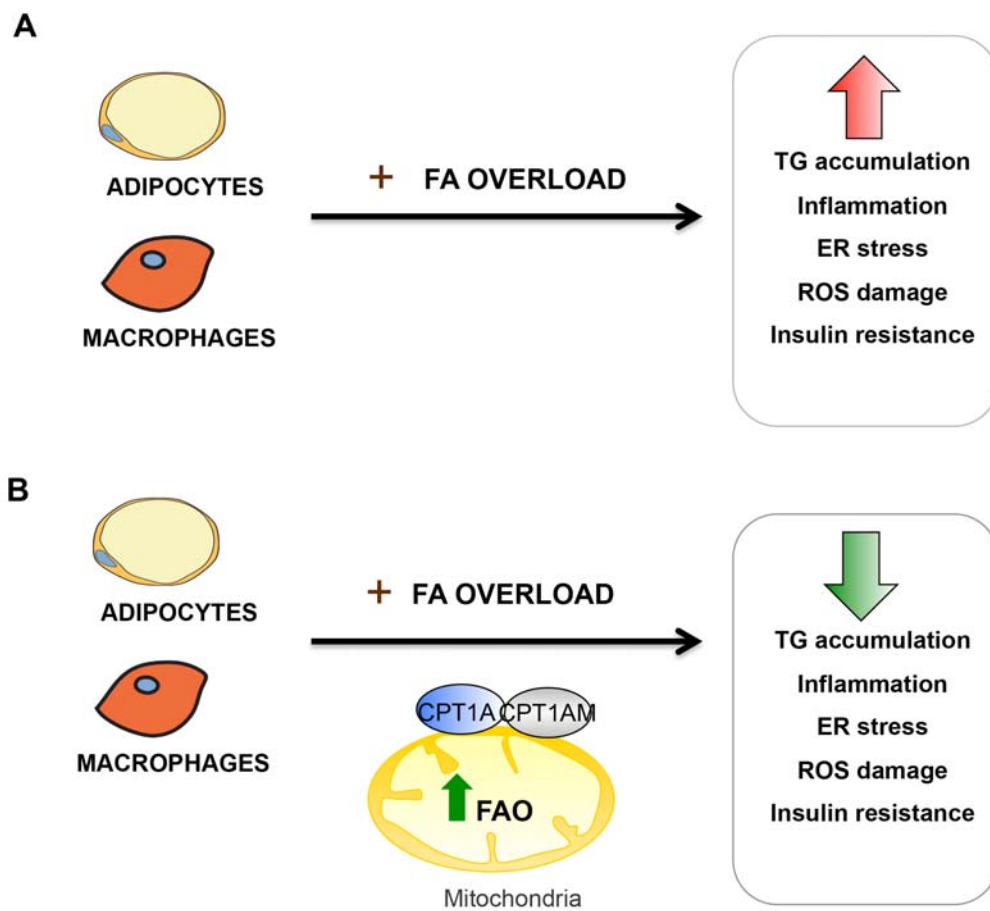 A
ADIPOCYTES
MACROPHAGES
+ FA OVERLOAD
TG accumulation
Inflammation
ER stress
ROS damage
Insulin resistance
B
ADIPOCYTES
MACROPHAGES
+ FA OVERLOAD
CPT1A CPT1AM
FAO
Mitochondria
TG accumulation
Inflammation
ER stress
ROS damage
Insulin resistance